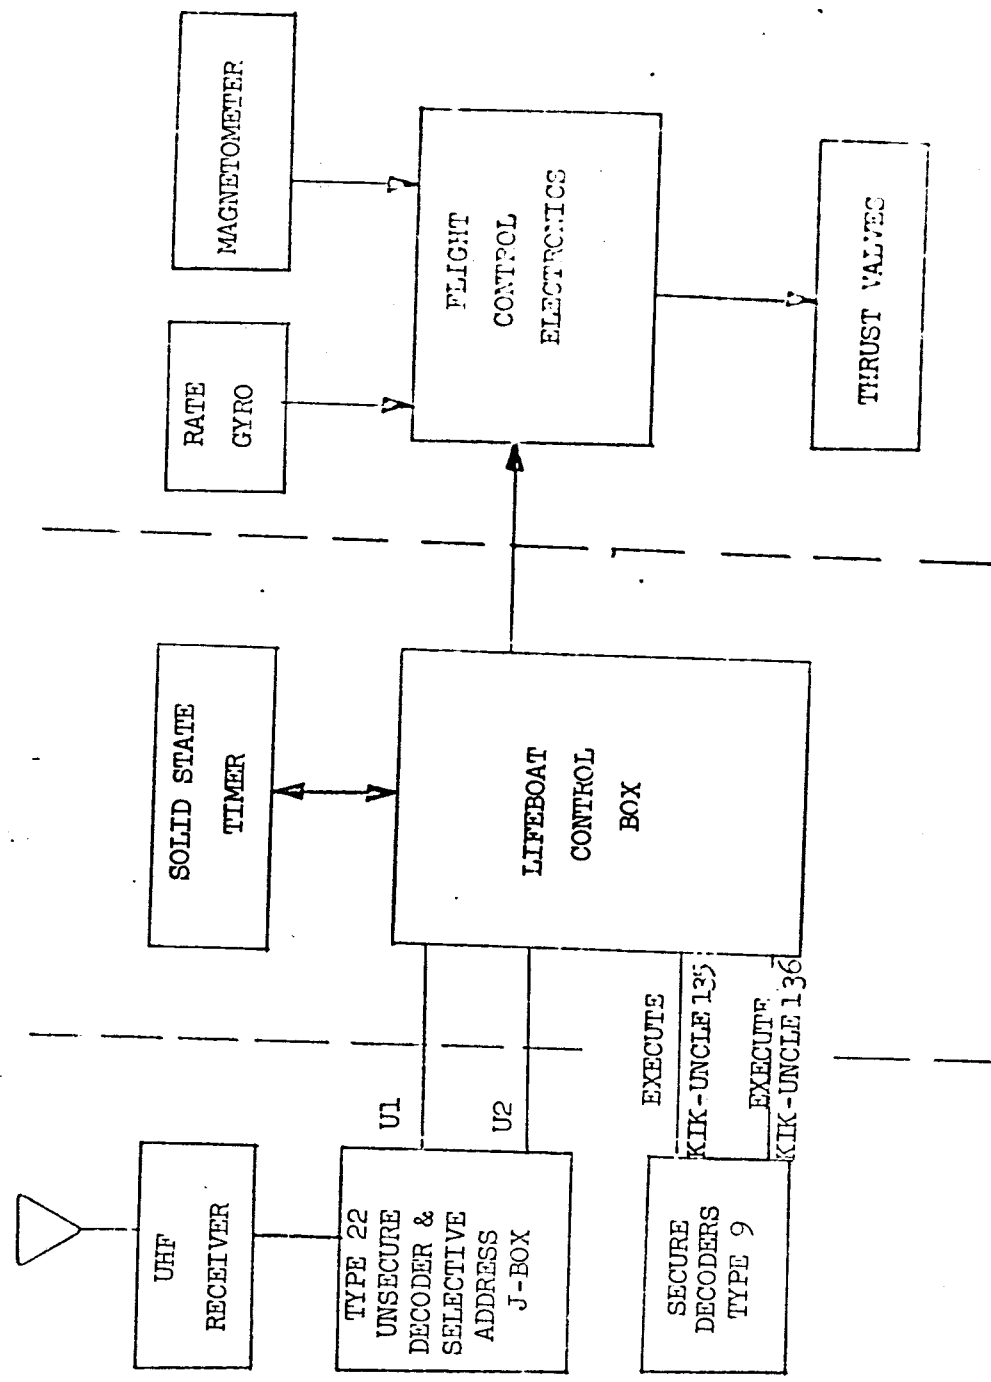 UHF
RECEIVER
TYPE 22
UNSECURE
DECODER &
SELECTIVE
ADDRESS
J-BOX
SECURE
DECODERS
TYPE 9
U1
U2
EXECUTE
KIK-UNCLE 135
EXECUTE
KIK-UNCLE 136
SOLID STATE
TIMER
LIFEBOAT
CONTROL
BOX
RATE
GYRO
MAGNETOMETER
FLIGHT
CONTROL
ELECTRONICS
THRUST VALVES